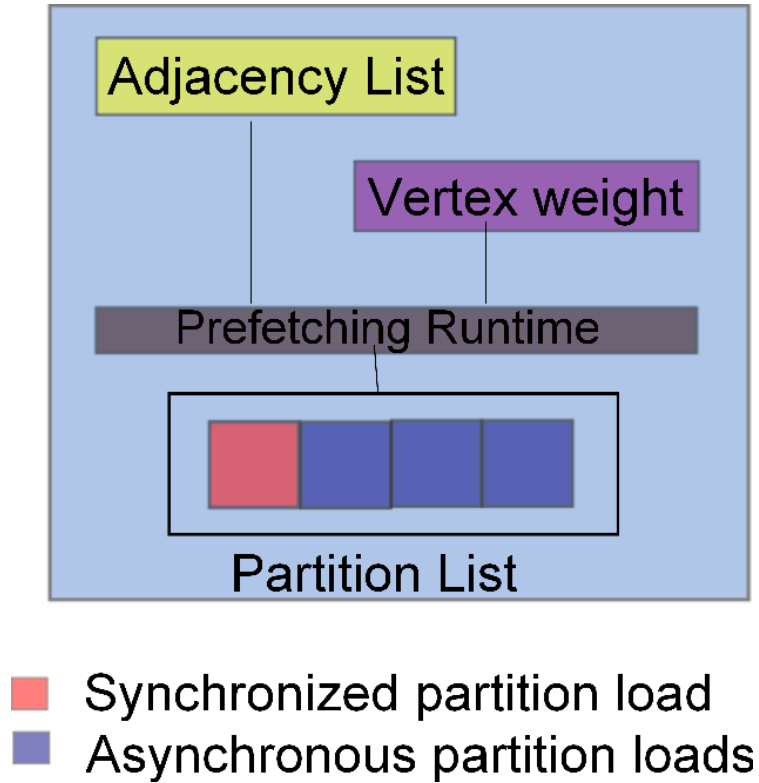 Adjacency List
Vertex weight
Prefetching Runtime
Partition List
Synchronized partition load
Asynchronous partition loads